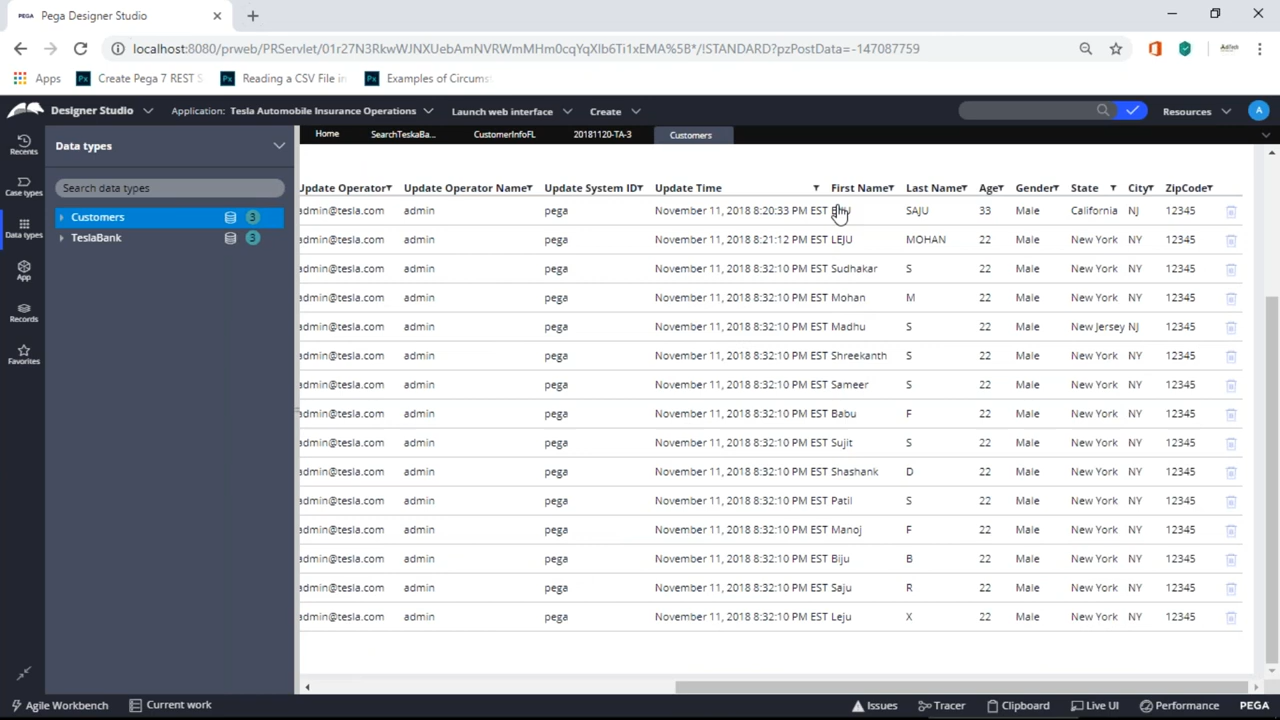 PEGA Pega Designer Studio
localhost:8080/prweb/PRServlet/01r27N3RkwWJNXUebAmNVRWmMHm0cqYqXIb6Ti1xEMA%5B*/!STANDARD?pzPostData=-147087759
Apps Create Pega 7 REST S Reading a CSV File in Examples of Circums
Designer Studio Application: Tesla Automobile Insurance Operations Launch web interface Create Resources A
Home SearchTeskaBa... CustomerInfoFL 20181120-TA-3 Customers
Recents
Case types
Data types
App
Records
Favorites
Data types
Search data types
Customers 3
TeslaBank 3
Update Operator Update Operator Name Update System ID Update Time First Name Last Name Age Gender State City ZipCode
admin@tesla.com admin pega November 11, 2018 8:20:33 PM EST SAJU 33 Male California NJ 12345
admin@tesla.com admin pega November 11, 2018 8:21:12 PM EST LEJU MOHAN 22 Male New York NY 12345
admin@tesla.com admin pega November 11, 2018 8:32:10 PM EST Sudhakar S 22 Male New York NY 12345
admin@tesla.com admin pega November 11, 2018 8:32:10 PM EST Mohan M 22 Male New York NY 12345
admin@tesla.com admin pega November 11, 2018 8:32:10 PM EST Madhu S 22 Male New Jersey NJ 12345
admin@tesla.com admin pega November 11, 2018 8:32:10 PM EST Shreekanth S 22 Male New York NY 12345
admin@tesla.com admin pega November 11, 2018 8:32:10 PM EST Sameer S 22 Male New York NY 12345
admin@tesla.com admin pega November 11, 2018 8:32:10 PM EST Babu F 22 Male New York NY 12345
admin@tesla.com admin pega November 11, 2018 8:32:10 PM EST Sujit S 22 Male New York NY 12345
admin@tesla.com admin pega November 11, 2018 8:32:10 PM EST Shashank D 22 Male New York NY 12345
admin@tesla.com admin pega November 11, 2018 8:32:10 PM EST Patil S 22 Male New York NY 12345
admin@tesla.com admin pega November 11, 2018 8:32:10 PM EST Manoj F 22 Male New York NY 12345
admin@tesla.com admin pega November 11, 2018 8:32:10 PM EST Biju B 22 Male New York NY 12345
admin@tesla.com admin pega November 11, 2018 8:32:10 PM EST Saju R 22 Male New York NY 12345
admin@tesla.com admin pega November 11, 2018 8:32:10 PM EST Leju X 22 Male New York NY 12345
Agile Workbench Current work Issues Tracer Clipboard Live UI Performance PEGA